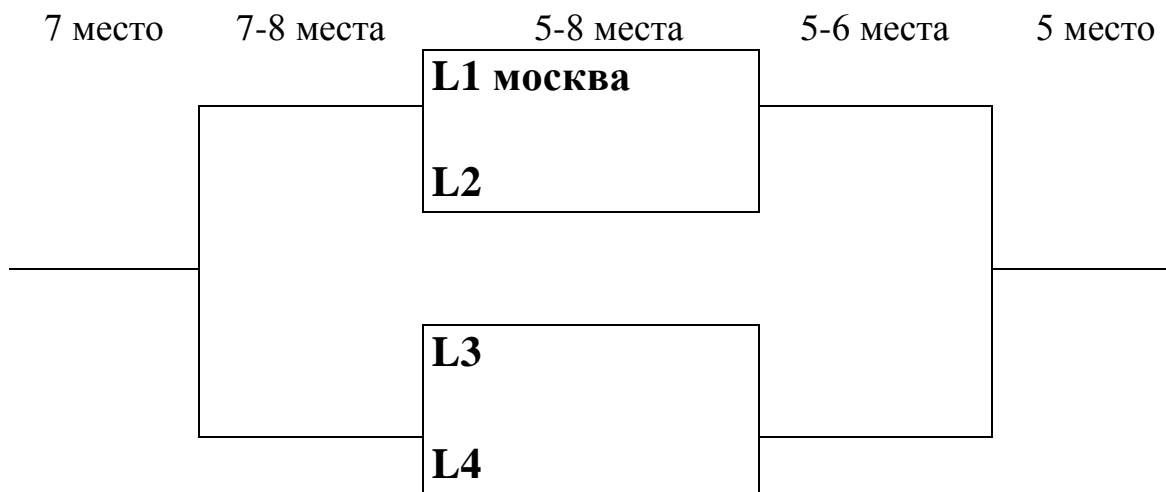 7 место 7-8 места 5-8 места 5-6 места 5 место
L1 москва
L2
L3
L4